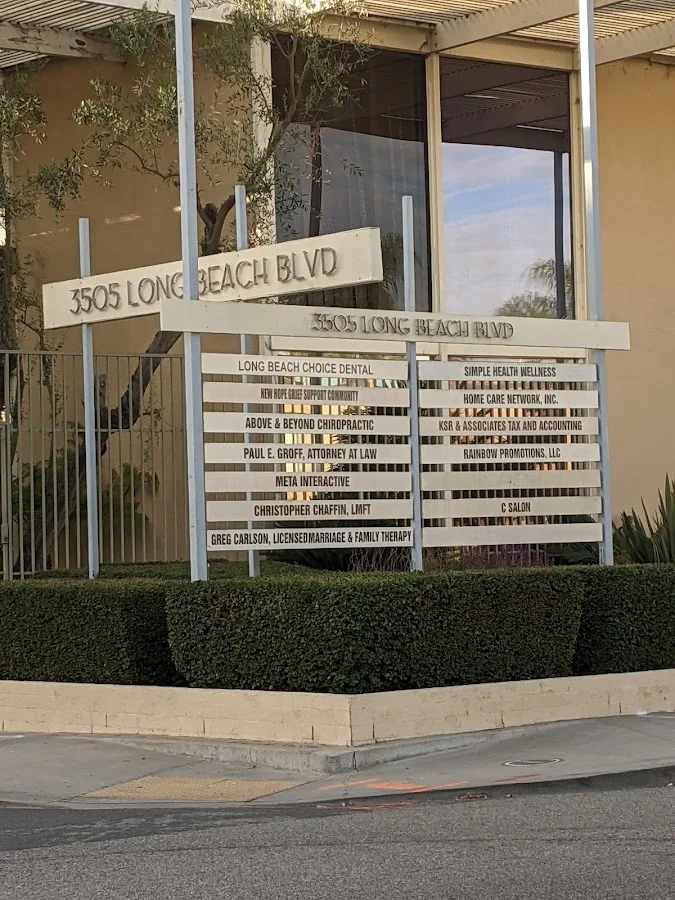 3505 LONG BEACH BLVD
3505 LONG BEACH BLVD
LONG BEACH CHOICE DENTAL
NEW HOPE GRIEF SUPPORT COMMUNITY
ABOVE & BEYOND CHIROPRACTIC
PAUL E. GROFF, ATTORNEY AT LAW
META INTERACTIVE
CHRISTOPHER CHAFFIN, LMFT
GREG CARLSON, LICENSEDMARRIAGE & FAMILY THERAPY
SIMPLE HEALTH WELLNESS
HOME CARE NETWORK, INC.
KSR & ASSOCIATES TAX AND ACCOUNTING
RAINBOW PROMOTIONS, LLC
C SALON